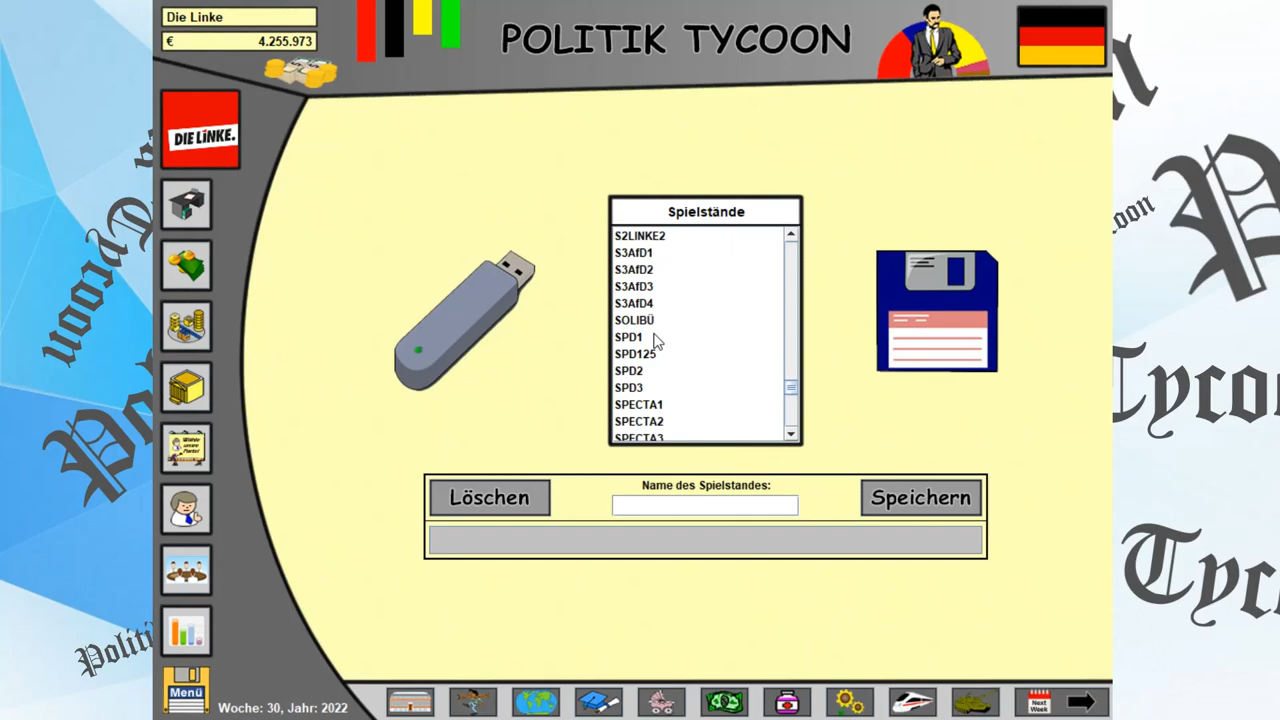 Die Linke
€ 4.255.973
POLITIK TYCOON
DIE LINKE.
Spielstände
S2LINKE2
S3AfD1
S3AfD2
S3AfD3
S3AfD4
SOLIBÜ
SPD1
SPD125
SPD2
SPD3
SPECTA1
SPECTA2
SPECTA3
Löschen
Name des Spielstandes:
Speichern
Menü
Woche: 30, Jahr: 2022
Next
Week